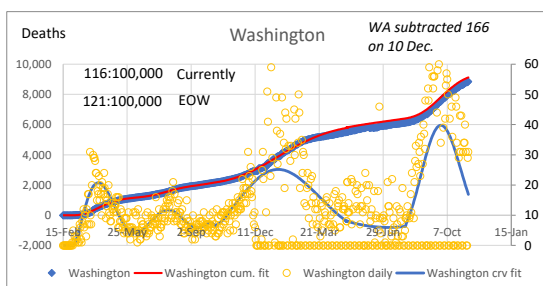 Deaths
Washington
WA subtracted 166
on 10 Dec.
116:100,000 Currently
121:100,000 EOW
10,000
8,000
6,000
4,000
2,000
0
-2,000
60
50
40
30
20
10
0
15-Feb 25-May 2-Sep 11-Dec 21-Mar 29-Jun 7-Oct 15-Jan
Washington Washington cum. fit Washington daily Washington crv fit